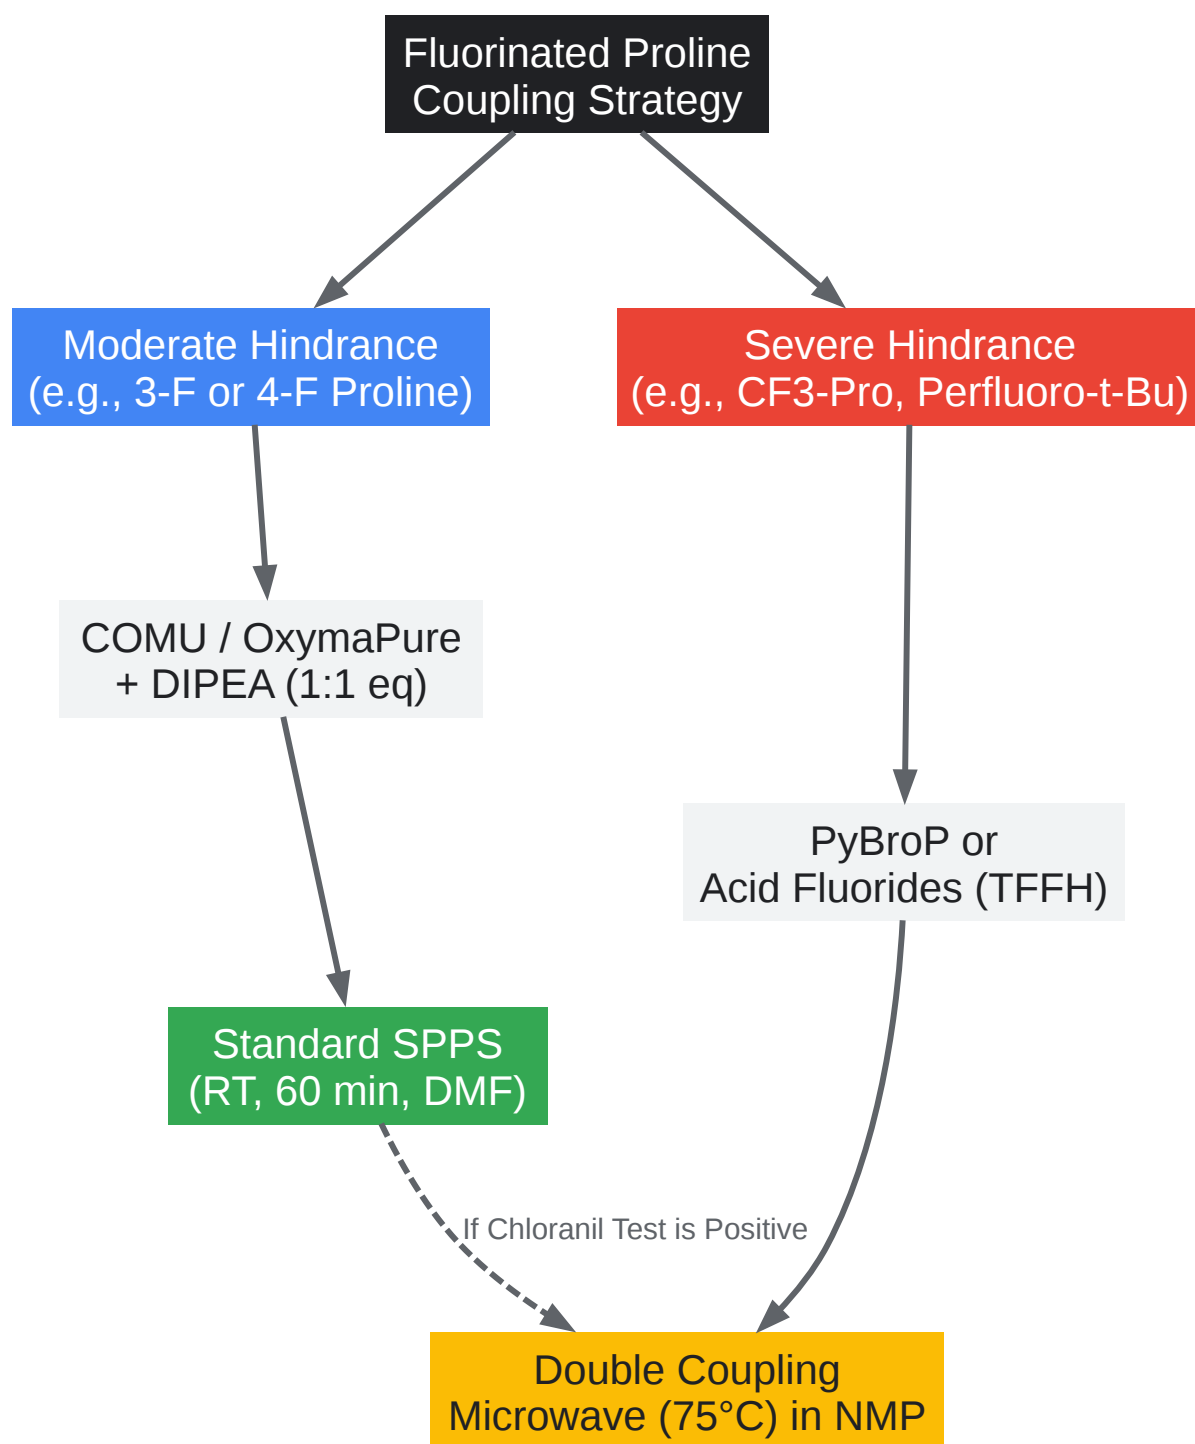 Fluorinated Proline
Coupling Strategy
Moderate Hindrance
(e.g., 3-F or 4-F Proline)
Severe Hindrance
(e.g., CF3-Pro, Perfluoro-t-Bu)
COMU / OxymaPure
+ DIPEA (1:1 eq)
PyBroP or
Acid Fluorides (TFFH)
Standard SPPS
(RT, 60 min, DMF)
If Chloranil Test is Positive
Double Coupling
Microwave (75°C) in NMP